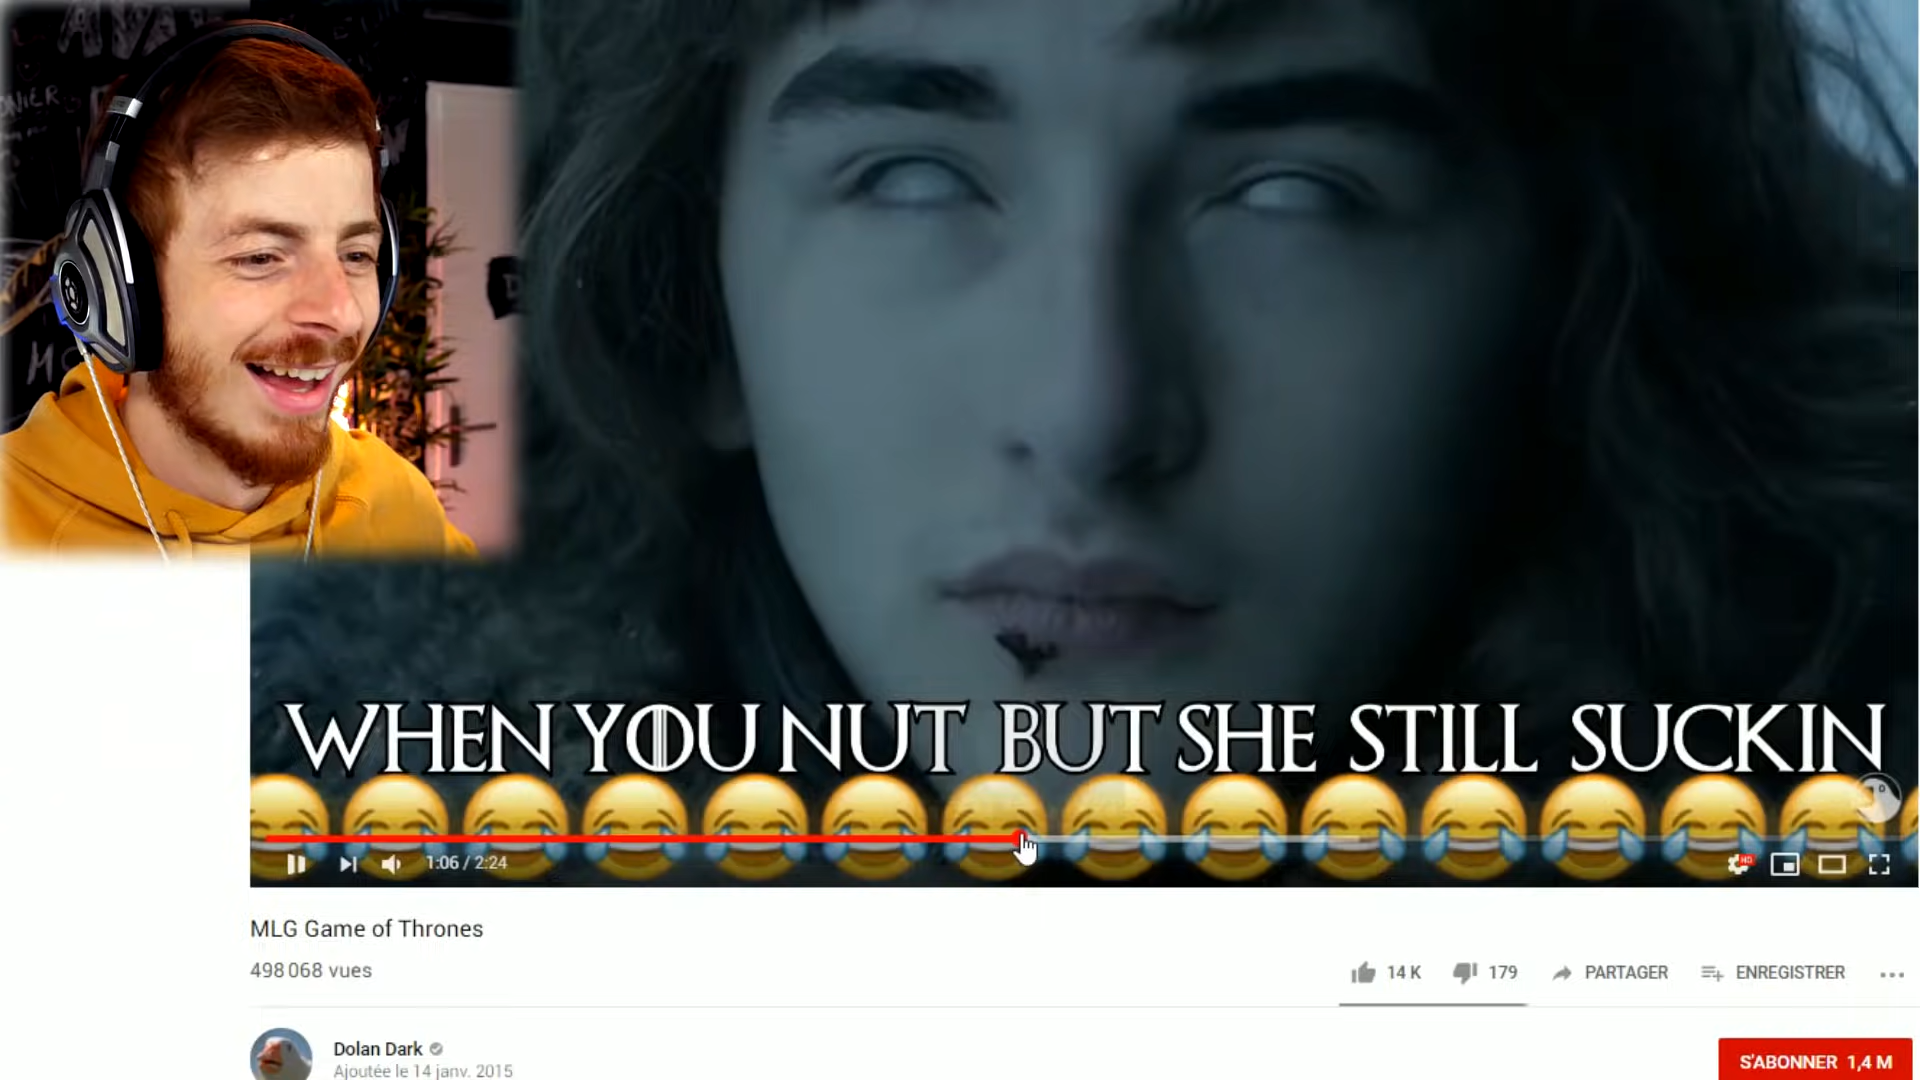 WHEN YOU NUT BUT SHE STILL SUCKIN
1:06 / 2:24
HD
MLG Game of Thrones
498 068 vues
14 K
179
PARTAGER
ENREGISTRER
Dolan Dark
Ajoutée le 14 janv. 2015
S'ABONNER 1,4 M